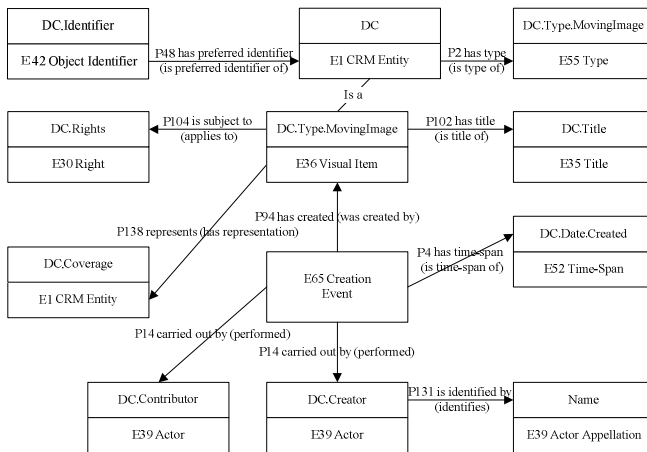 DC.Identifier
E42 Object Identifier
P48 has preferred identifier
(is preferred identifier of)
DC
E1 CRM Entity
P2 has type
(is type of)
DC.Type.MovingImage
E55 Type
Is a
DC.Rights
E30 Right
P104 is subject to
(applies to)
DC.Type.MovingImage
E36 Visual Item
P102 has title
(is title of)
DC.Title
E35 Title
P94 has created (was created by)
P138 represents (has representation)
DC.Coverage
E1 CRM Entity
E65 Creation
Event
P4 has time-span
(is time-span of)
DC.Date.Created
E52 Time-Span
P14 carried out by (performed)
P14 carried out by (performed)
DC.Contributor
E39 Actor
DC.Creator
E39 Actor
P131 is identified by
(identifies)
Name
E39 Actor Appellation